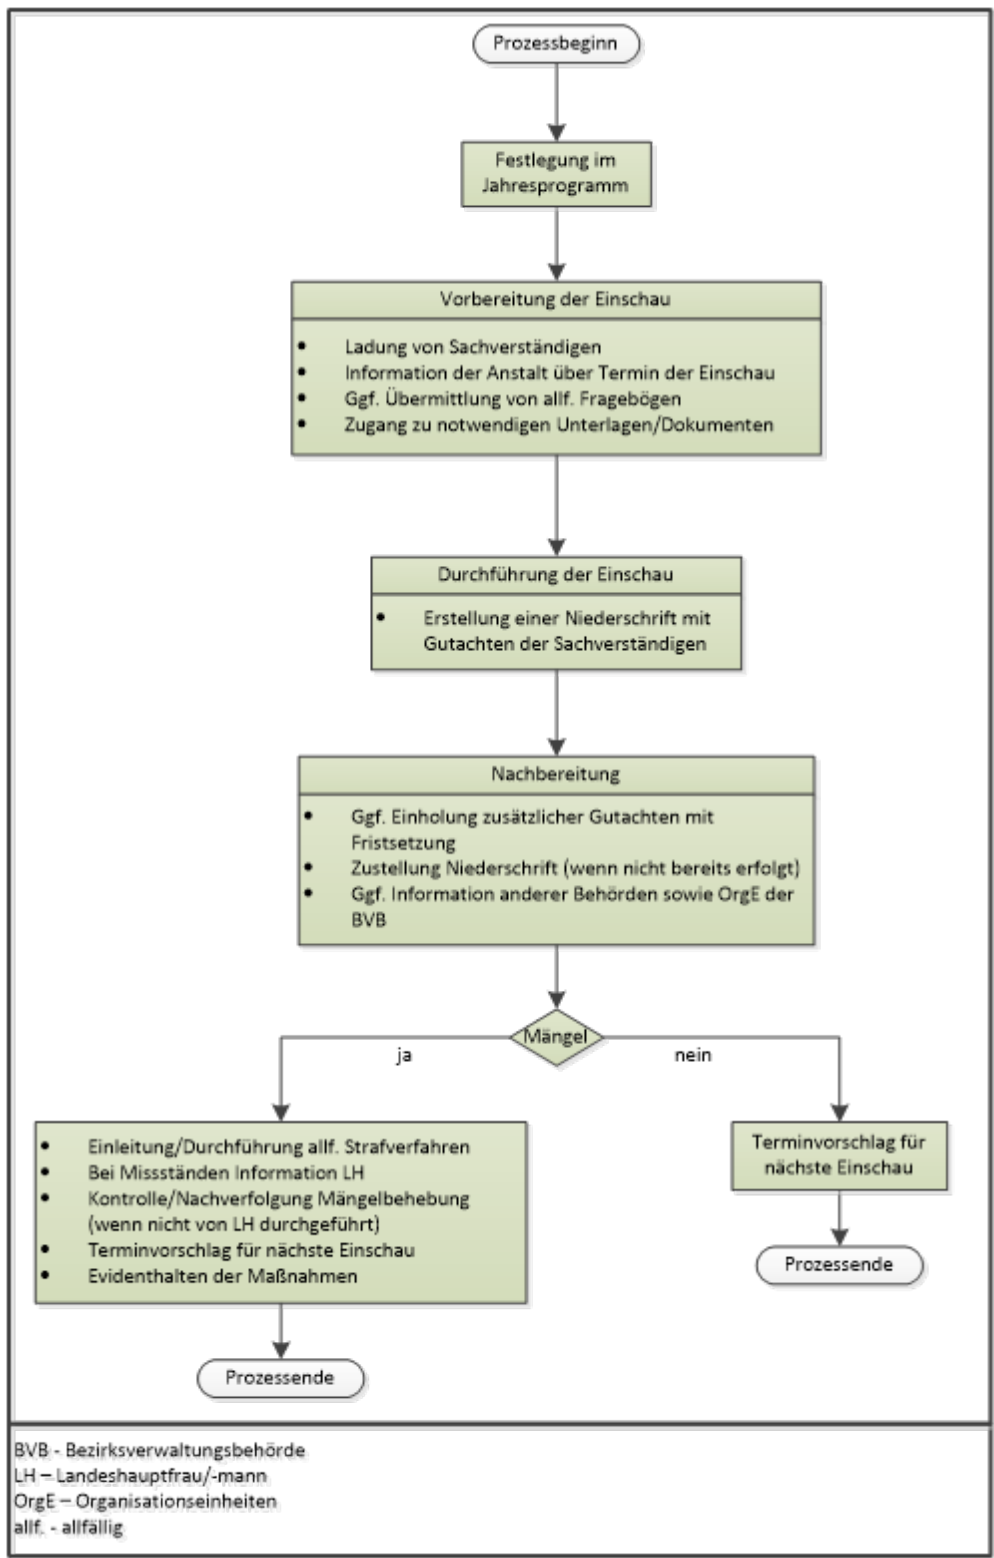 Prozessbeginn
Festlegung im
Jahresprogramm
Vorbereitung der Einschau
• Ladung von Sachverständigen
• Information der Anstalt über Termin der Einschau
• Ggf. Übermittlung von allf. Fragebögen
• Zugang zu notwendigen Unterlagen/Dokumenten
Durchführung der Einschau
• Erstellung einer Niederschrift mit
Gutachten der Sachverständigen
Nachbereitung
• Ggf. Einholung zusätzlicher Gutachten mit
Fristsetzung
• Zustellung Niederschrift (wenn nicht bereits erfolgt)
• Ggf. Information anderer Behörden sowie OrgE der
BVB
Mängel
ja
nein
• Einleitung/Durchführung allf. Strafverfahren
• Bei Missständen Information LH
• Kontrolle/Nachverfolgung Mängelbehebung
(wenn nicht von LH durchgeführt)
• Terminvorschlag für nächste Einschau
• Evidenthalten der Maßnahmen
Prozessende
Terminvorschlag für
nächste Einschau
Prozessende
BVB - Bezirksverwaltungsbehörde
LH – Landeshauptfrau/-mann
OrgE – Organisationseinheiten
allf. - allfällig